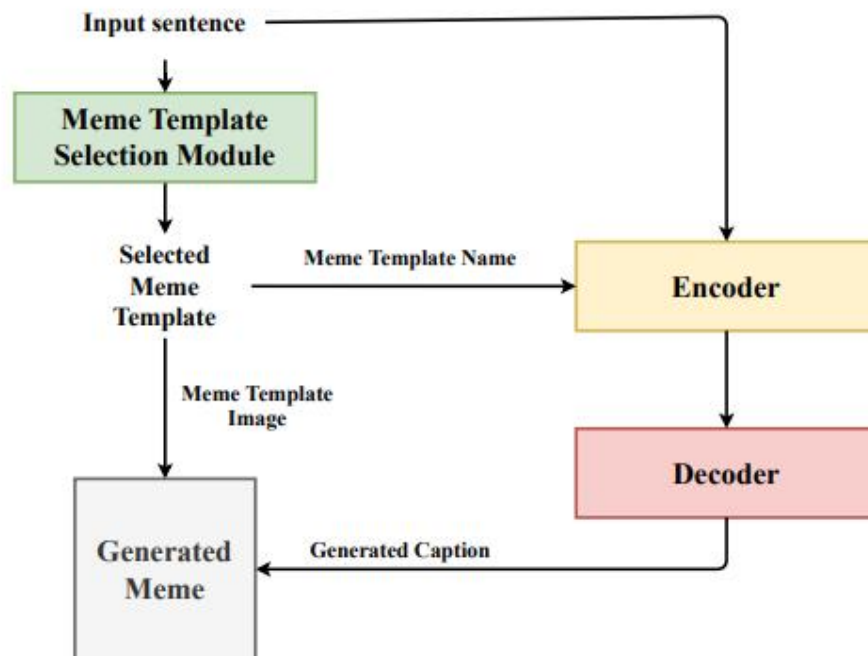 Input sentence
Meme Template
Selection Module
Selected
Meme
Template
Meme Template Name
Encoder
Meme Template
Image
Decoder
Generated
Meme
Generated Caption